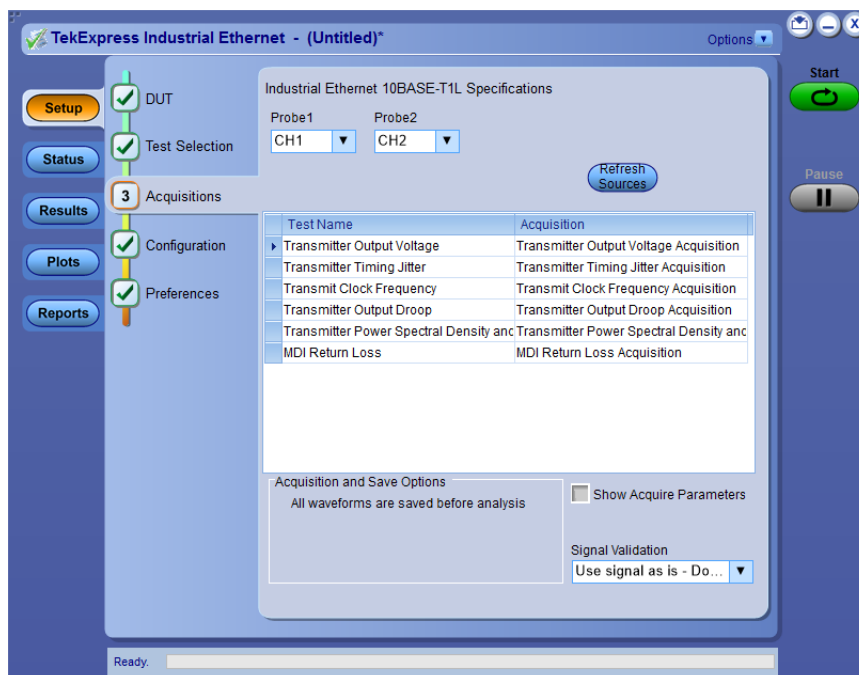 TekExpress Industrial Ethernet - (Untitled)*
Options
X
Setup
Status
Results
Plots
Reports
DUT
Test Selection
3 Acquisitions
Configuration
Preferences
Industrial Ethernet 10BASE-T1L Specifications
Probe1 Probe2
CH1 CH2
Refresh
Sources
Test Name Acquisition
Transmitter Output Voltage Transmitter Output Voltage Acquisition
Transmitter Timing Jitter Transmitter Timing Jitter Acquisition
Transmit Clock Frequency Transmit Clock Frequency Acquisition
Transmitter Output Droop Transmitter Output Droop Acquisition
Transmitter Power Spectral Density and Transmitter Power Spectral Density and
MDI Return Loss MDI Return Loss Acquisition
Acquisition and Save Options
All waveforms are saved before analysis
Show Acquire Parameters
Signal Validation
Use signal as is - Do...
Start
Pause
Ready.